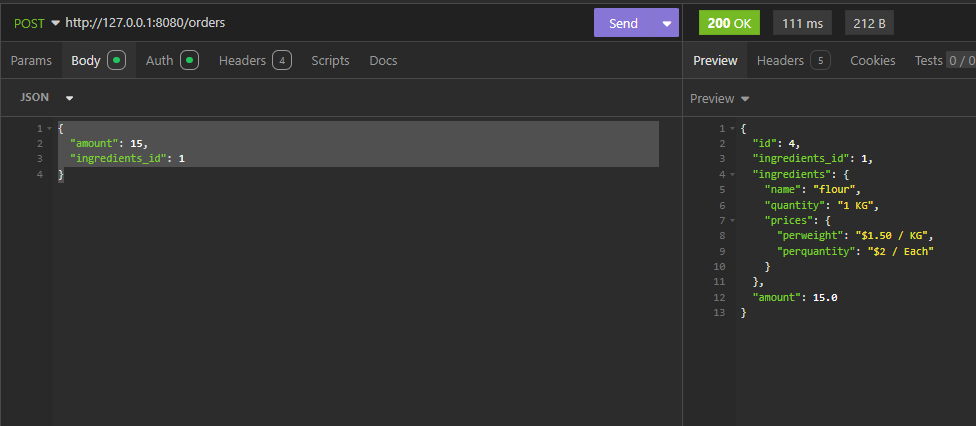 POST http://127.0.0.1:8080/orders Send 200 OK 111 ms 212 B
Params Body Auth Headers 4 Scripts Docs Preview Headers 5 Cookies Tests 0 / 0
JSON Preview
1 {
2 "amount": 15,
3 "ingredients_id": 1
4 }
1 {
2 "id": 4,
3 "ingredients_id": 1,
4 "ingredients": {
5 "name": "flour",
6 "quantity": "1 KG",
7 "prices": {
8 "perweight": "$1.50 / KG",
9 "perquantity": "$2 / Each"
10 }
11 },
12 "amount": 15.0
13 }